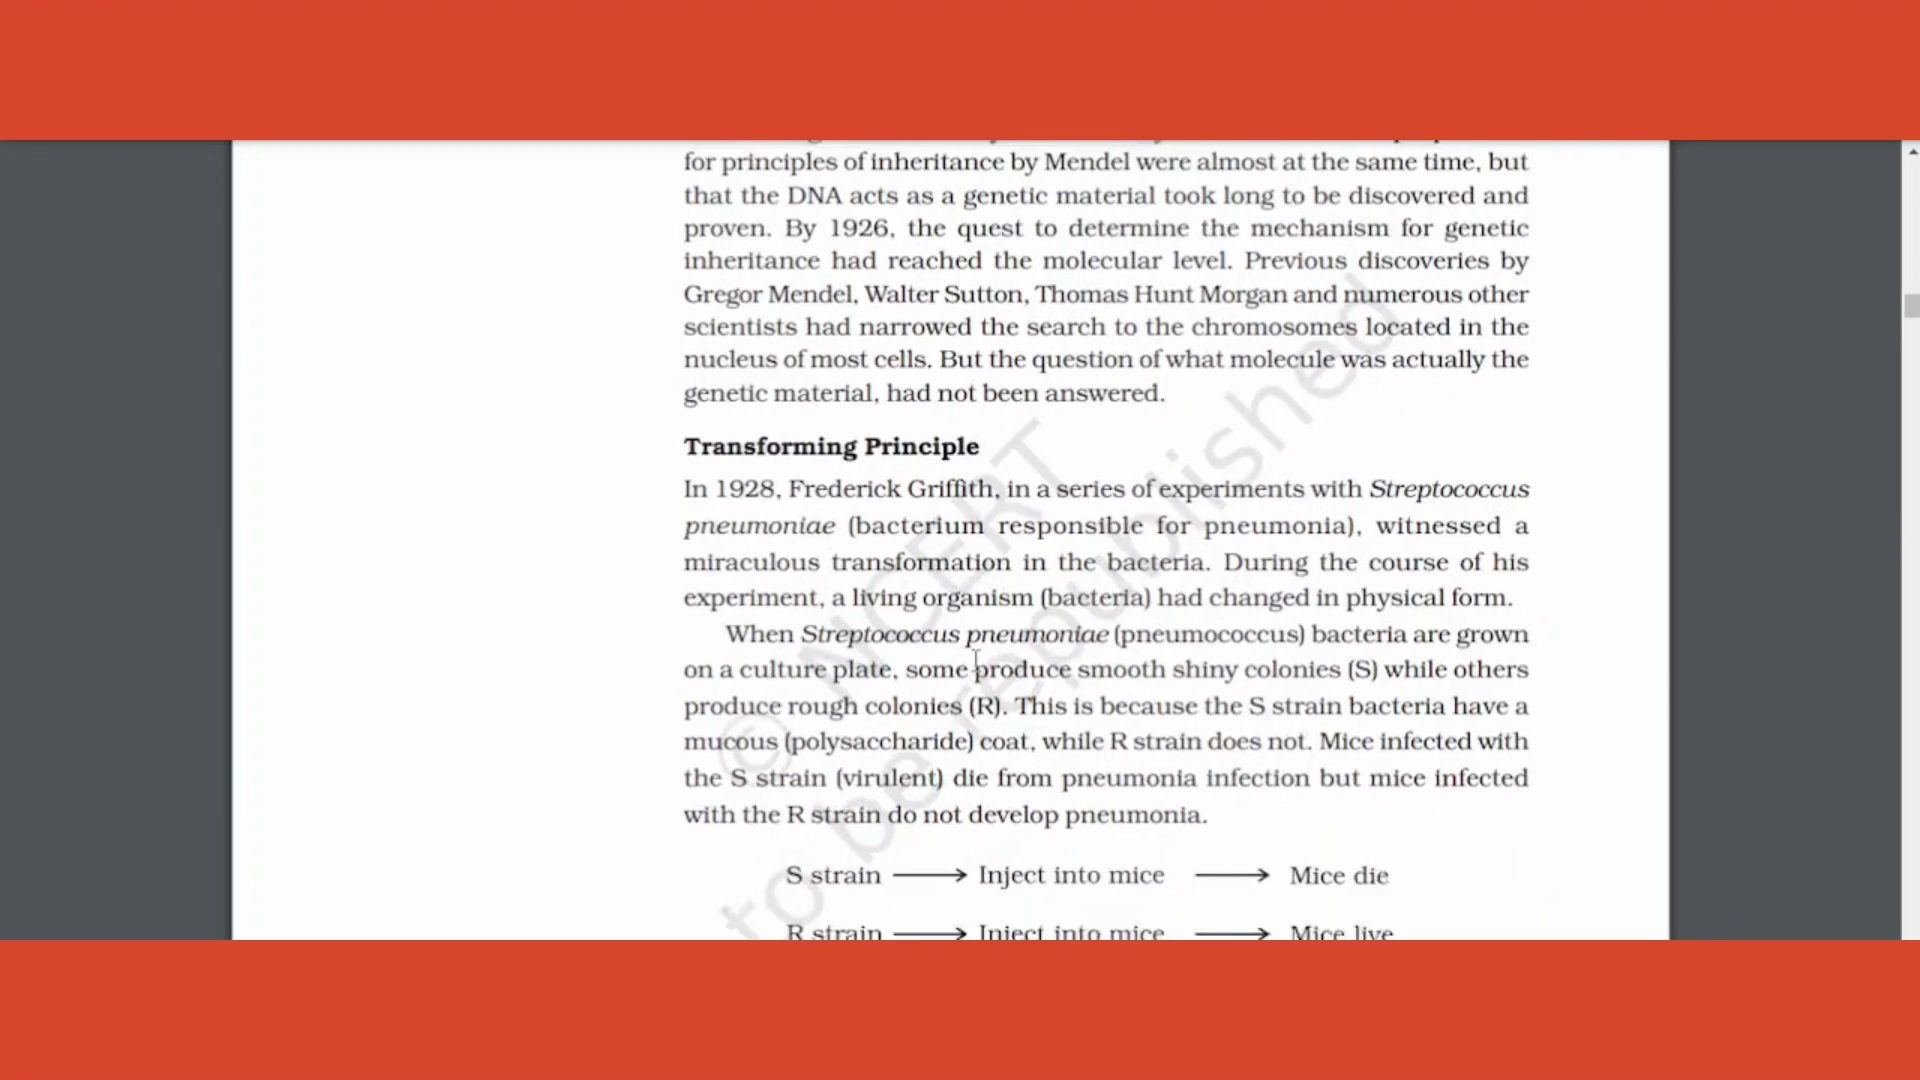 for principles of inheritance by Mendel were almost at the same time, but
that the DNA acts as a genetic material took long to be discovered and
proven. By 1926, the quest to determine the mechanism for genetic
inheritance had reached the molecular level. Previous discoveries by
Gregor Mendel, Walter Sutton, Thomas Hunt Morgan and numerous other
scientists had narrowed the search to the chromosomes located in the
nucleus of most cells. But the question of what molecule was actually the
genetic material, had not been answered.
Transforming Principle
In 1928, Frederick Griffith, in a series of experiments with Streptococcus
pneumoniae (bacterium responsible for pneumonia), witnessed a
miraculous transformation in the bacteria. During the course of his
experiment, a living organism (bacteria) had changed in physical form.
When Streptococcus pneumoniae (pneumococcus) bacteria are grown
on a culture plate, some produce smooth shiny colonies (S) while others
produce rough colonies (R). This is because the S strain bacteria have a
mucous (polysaccharide) coat, while R strain does not. Mice infected with
the S strain (virulent) die from pneumonia infection but mice infected
with the R strain do not develop pneumonia.
S strain → Inject into mice → Mice die
R strain → Inject into mice → Mice live
© NCERT
to be republished